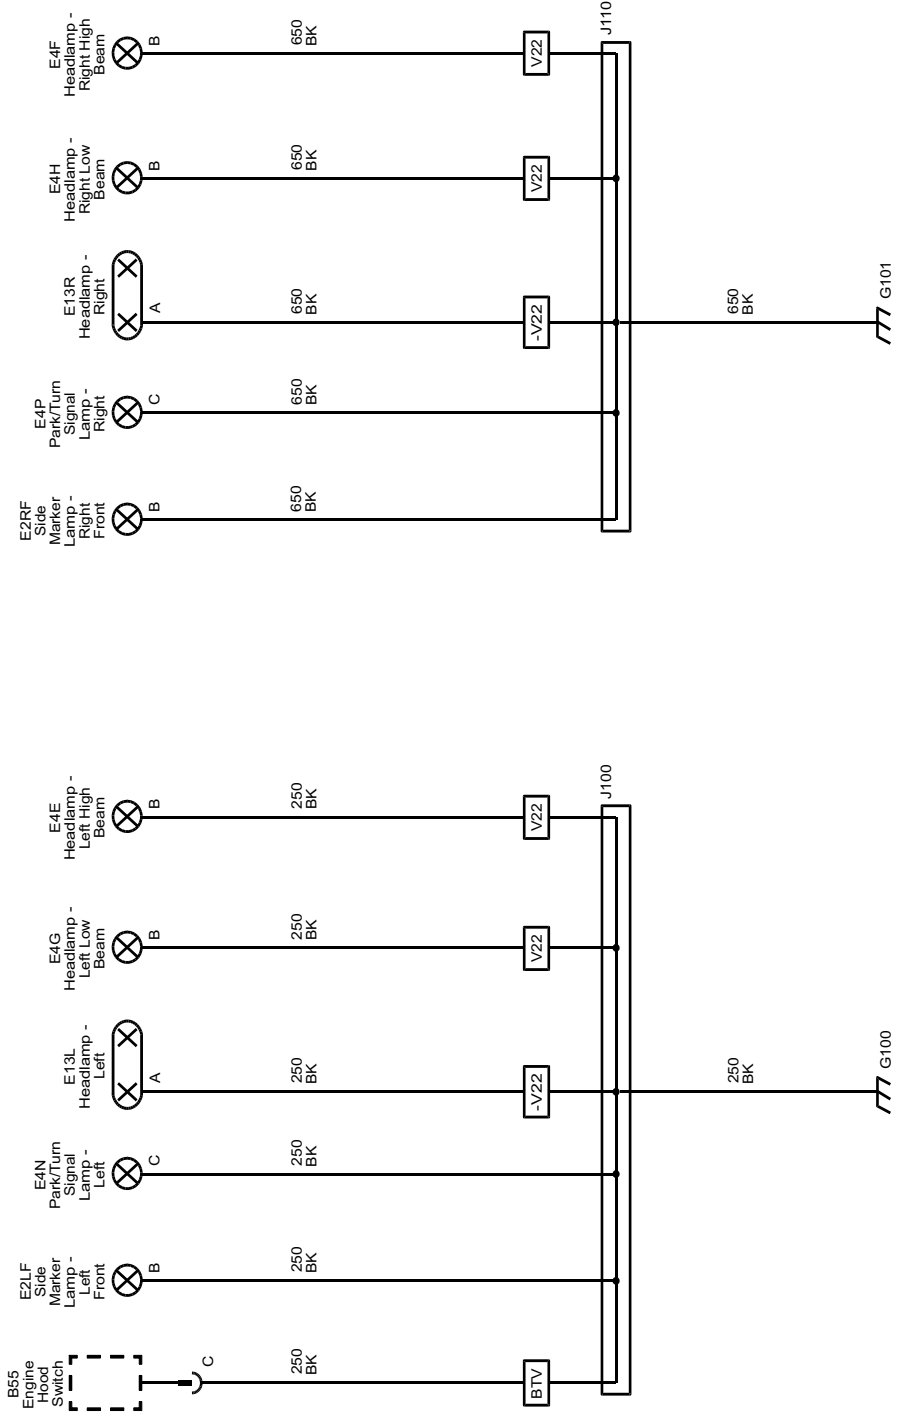 B55
Engine
Hood
Switch
C
250
BK
BTV
E2LF
Side
Marker
Lamp -
Left
Front
B
250
BK
E4N
Park/Turn
Signal
Lamp -
Left
C
250
BK
E13L
Headlamp -
Left
A
250
BK
-V22
250
BK
G100
E4G
Headlamp -
Left Low
Beam
B
250
BK
V22
E4E
Headlamp -
Left High
Beam
B
250
BK
V22
J100
E2RF
Side
Marker
Lamp -
Right
Front
B
650
BK
E4P
Park/Turn
Signal
Lamp -
Right
C
650
BK
E13R
Headlamp -
Right
A
650
BK
-V22
650
BK
G101
E4H
Headlamp -
Right Low
Beam
B
650
BK
V22
E4F
Headlamp -
Right High
Beam
B
650
BK
V22
J110